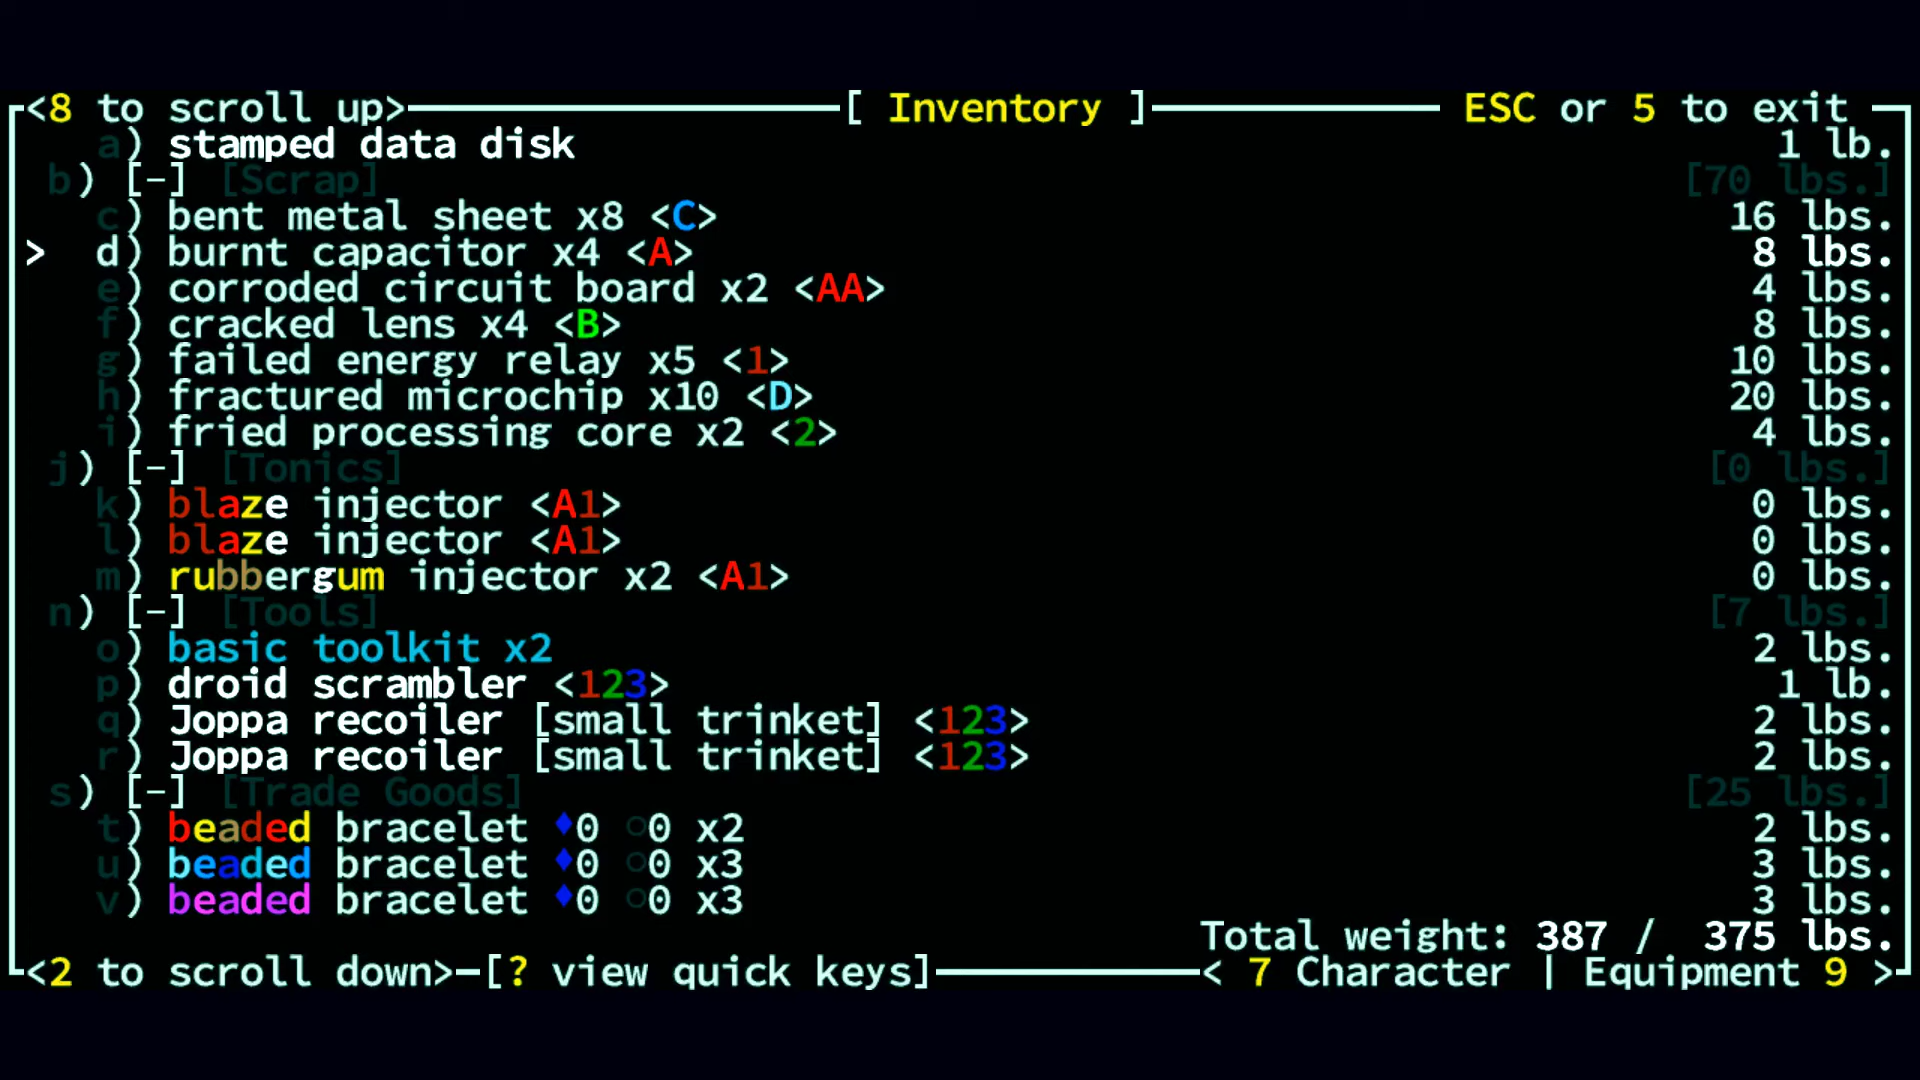 <8 to scroll up> [ Inventory ] ESC or 5 to exit
a) stamped data disk 1 lb.
b) [-] [Scrap] [70 lbs.]
c) bent metal sheet x8 <C> 16 lbs.
> d) burnt capacitor x4 <A> 8 lbs.
e) corroded circuit board x2 <AA> 4 lbs.
f) cracked lens x4 <B> 8 lbs.
g) failed energy relay x5 <1> 10 lbs.
h) fractured microchip x10 <D> 20 lbs.
i) fried processing core x2 <2> 4 lbs.
j) [-] [Tonics] [0 lbs.]
k) blaze injector <A1> 0 lbs.
l) blaze injector <A1> 0 lbs.
m) rubbergum injector x2 <A1> 0 lbs.
n) [-] [Tools] [7 lbs.]
o) basic toolkit x2 2 lbs.
p) droid scrambler <123> 1 lb.
q) Joppa recoiler [small trinket] <123> 2 lbs.
r) Joppa recoiler [small trinket] <123> 2 lbs.
s) [-] [Trade Goods] [25 lbs.]
t) beaded bracelet ♦0 ○0 x2 2 lbs.
u) beaded bracelet ♦0 ○0 x3 3 lbs.
v) beaded bracelet ♦0 ○0 x3 3 lbs.
Total weight: 387 / 375 lbs.
<2 to scroll down> [? view quick keys] < 7 Character | Equipment 9 >